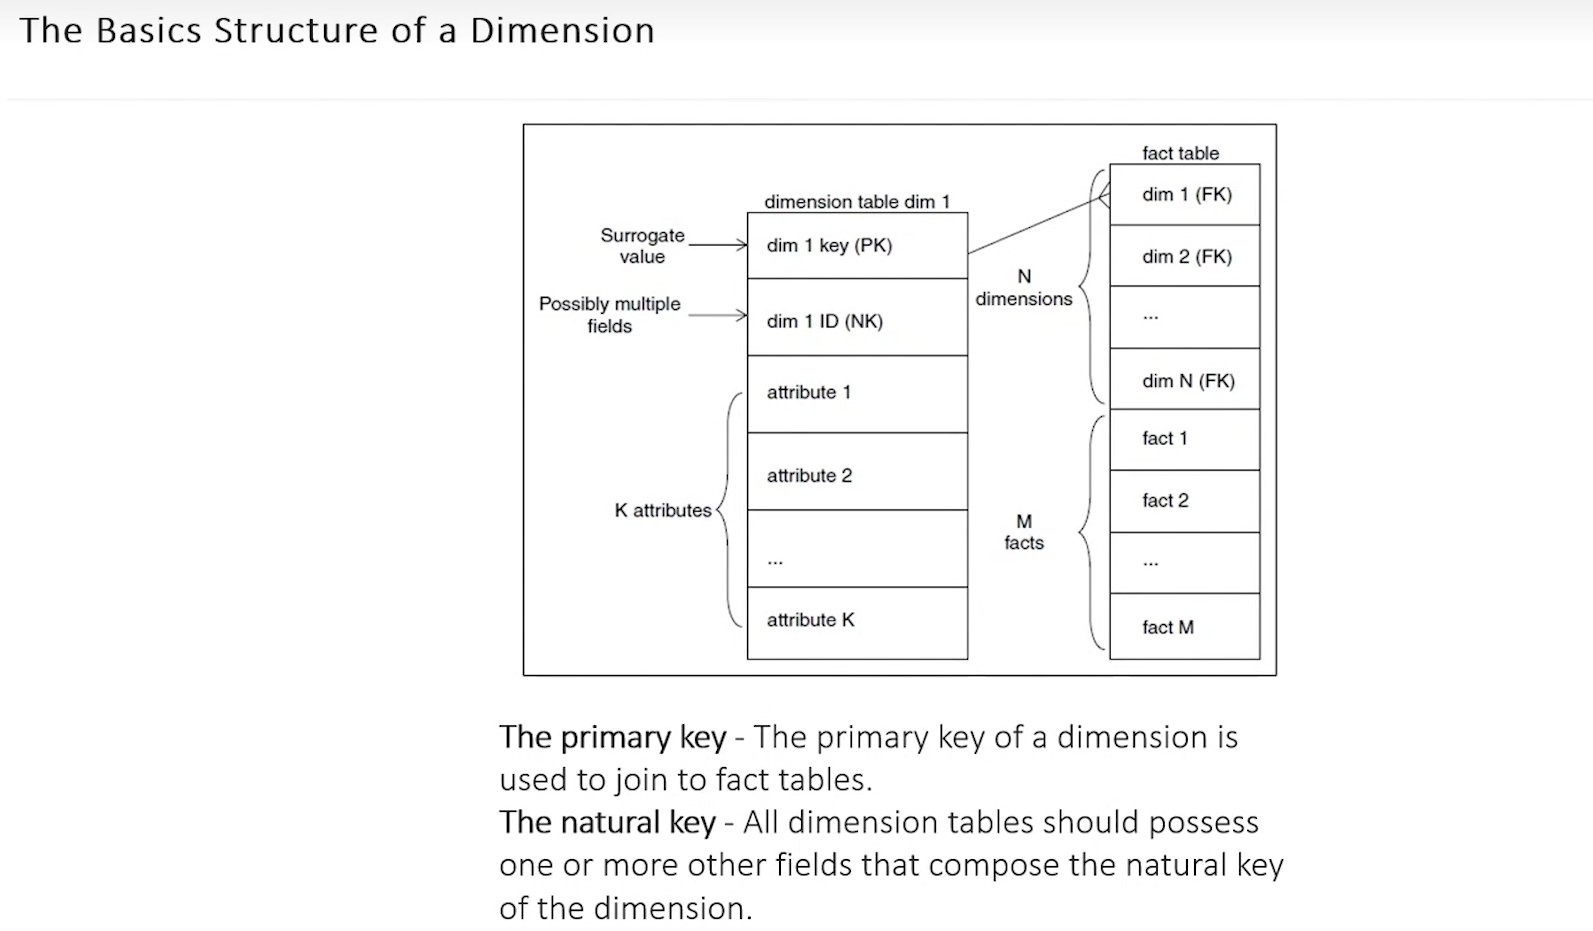 The Basics Structure of a Dimension
dimension table dim 1
Surrogate
value
dim 1 key (PK)
Possibly multiple
fields
dim 1 ID (NK)
K attributes
attribute 1
attribute 2
...
attribute K
fact table
N
dimensions
dim 1 (FK)
dim 2 (FK)
...
dim N (FK)
M
facts
fact 1
fact 2
...
fact M
The primary key - The primary key of a dimension is
used to join to fact tables.
The natural key - All dimension tables should possess
one or more other fields that compose the natural key
of the dimension.